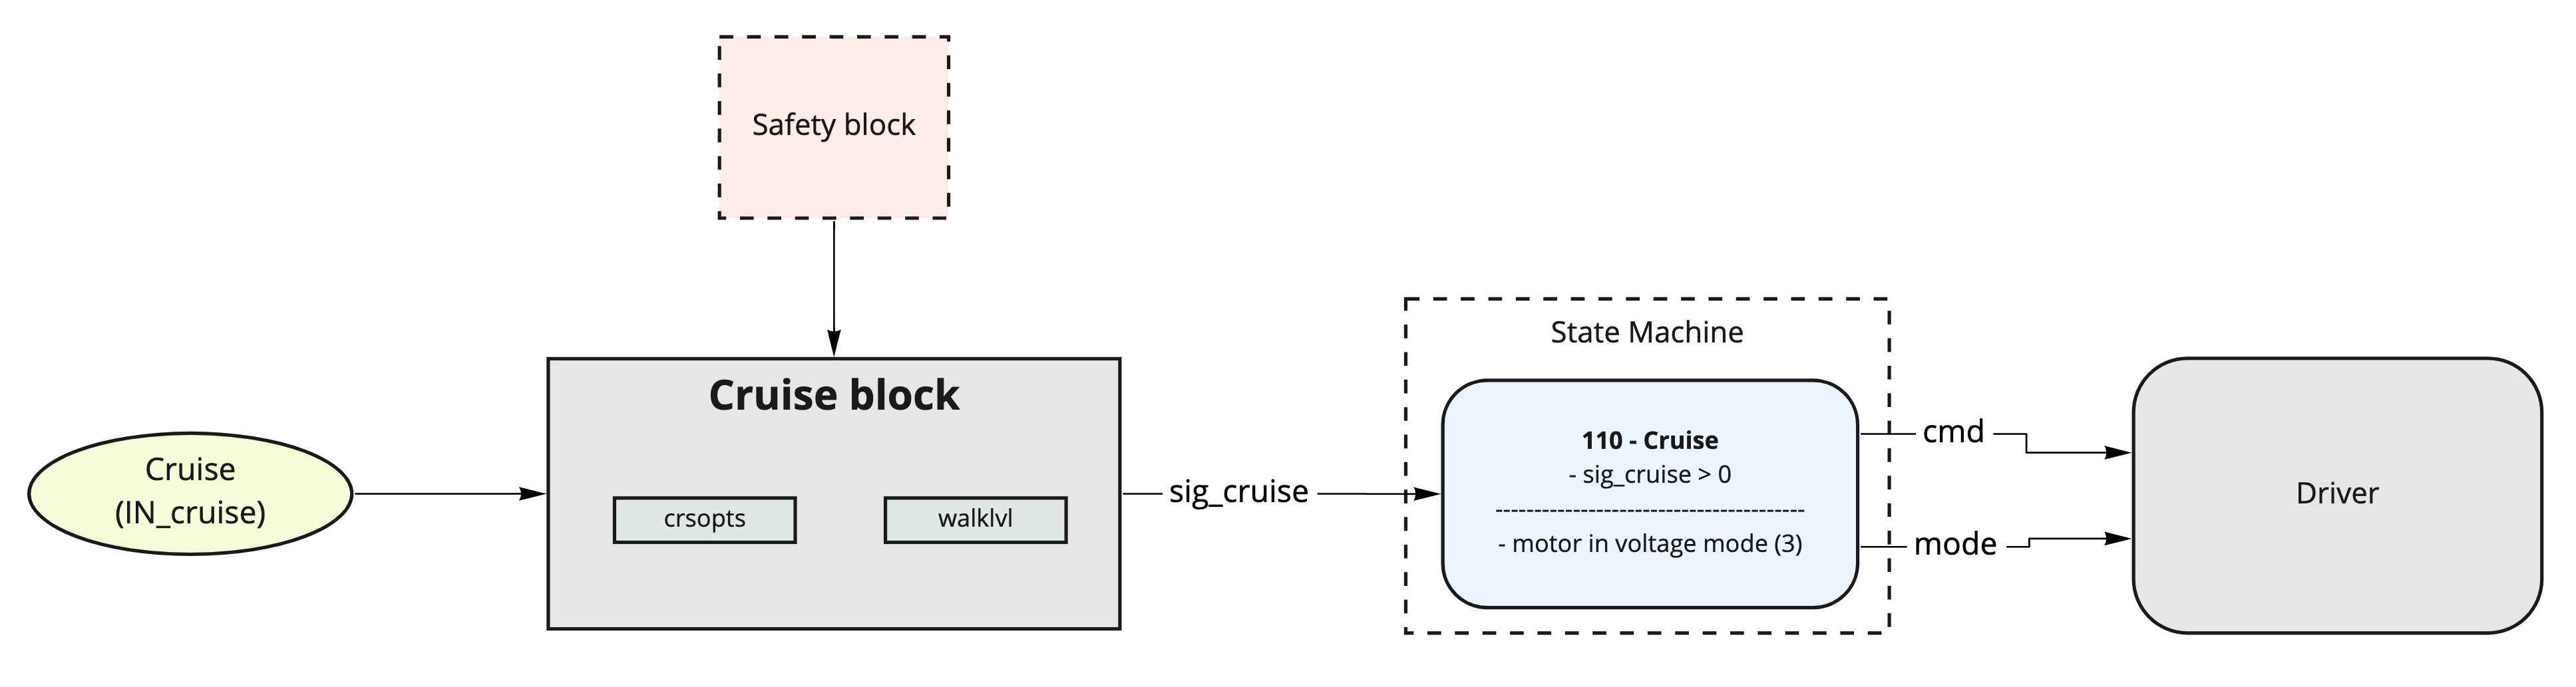 Safety block
Cruise block
Cruise
(IN_cruise)
crsopts
walklvl
sig_cruise
State Machine
110 - Cruise
- sig_cruise > 0
----------------------------------------
- motor in voltage mode (3)
cmd
mode
Driver